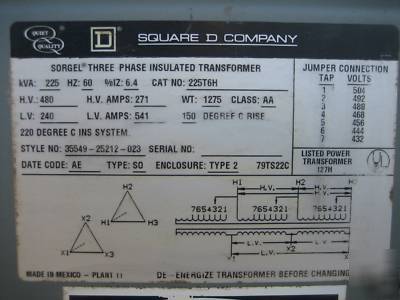 QUIET QUALITY D SQUARE D COMPANY
SORGEL® THREE PHASE INSULATED TRANSFORMER
kVA: 225 HZ: 60 %IZ: 6.4 CAT NO: 225T6H
H.V: 480 H.V. AMPS: 271 WT: 1275 CLASS: AA
L.V: 240 L.V. AMPS: 541 150 DEGREE C RISE
220 DEGREE C INS SYSTEM.
STYLE NO: 35549-25212-023 SERIAL NO:
DATE CODE: AE TYPE: SO ENCLOSURE: TYPE 2 79TS22C
JUMPER CONNECTION
TAP VOLTS
1 504
2 492
3 488
4 468
5 456
6 444
7 432
LISTED POWER
TRANSFORMER
127H
H1 H2 H3
H.V. H.V. H.V.
7654321 7654321 7654321
L.V. L.V. L.V.
X1 X2 X3
H2
H1 H3
X2
X1 X3
MADE IN MEXICO - PLANT 11 DE-ENERGIZE TRANSFORMER BEFORE CHANGING